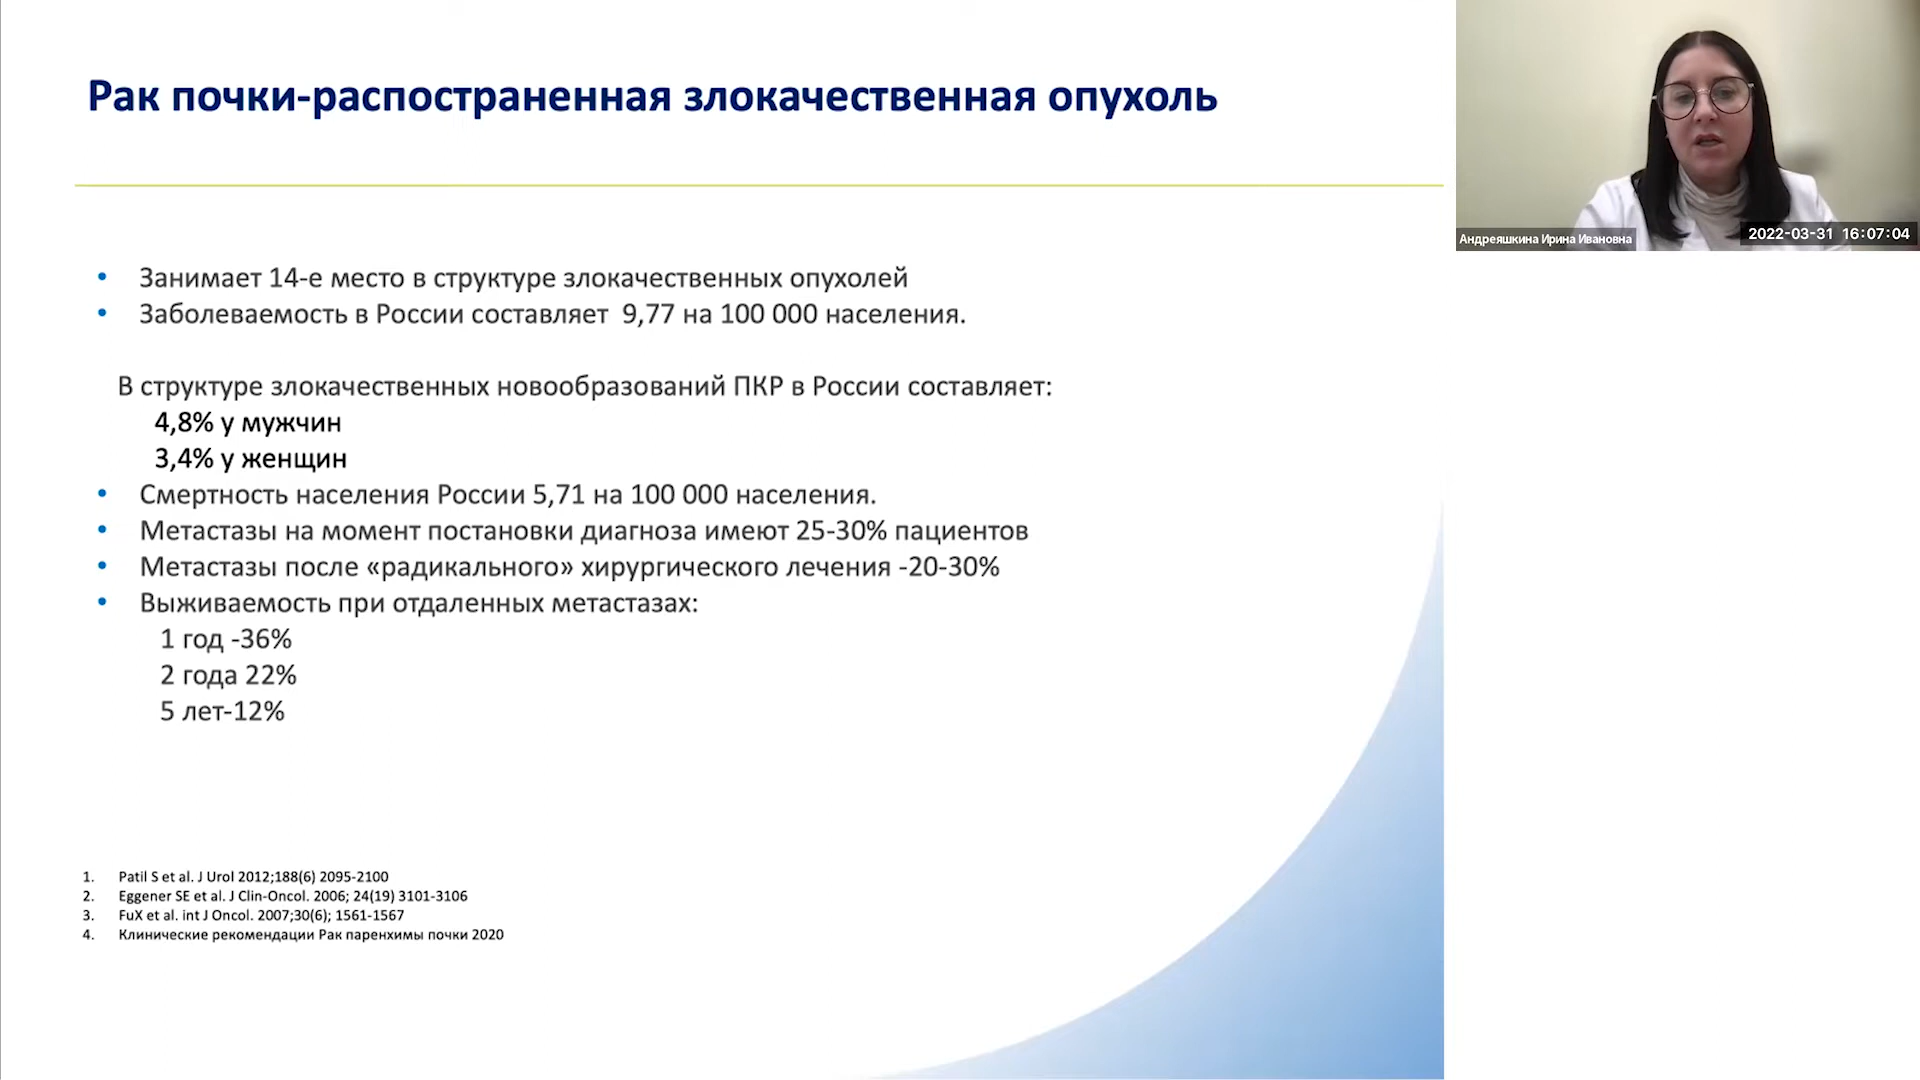 Рак почки-распостраненная злокачественная опухоль
• Занимает 14-е место в структуре злокачественных опухолей
• Заболеваемость в России составляет 9,77 на 100 000 населения.
В структуре злокачественных новообразований ПКР в России составляет:
4,8% у мужчин
3,4% у женщин
• Смертность населения России 5,71 на 100 000 населения.
• Метастазы на момент постановки диагноза имеют 25-30% пациентов
• Метастазы после «радикального» хирургического лечения -20-30%
• Выживаемость при отдаленных метастазах:
1 год -36%
2 года 22%
5 лет-12%
1. Patil S et al. J Urol 2012;188(6) 2095-2100
2. Eggener SE et al. J Clin-Oncol. 2006; 24(19) 3101-3106
3. FuX et al. int J Oncol. 2007;30(6); 1561-1567
4. Клинические рекомендации Рак паренхимы почки 2020
Андреяшкина Ирина Ивановна
2022-03-31 16:07:04